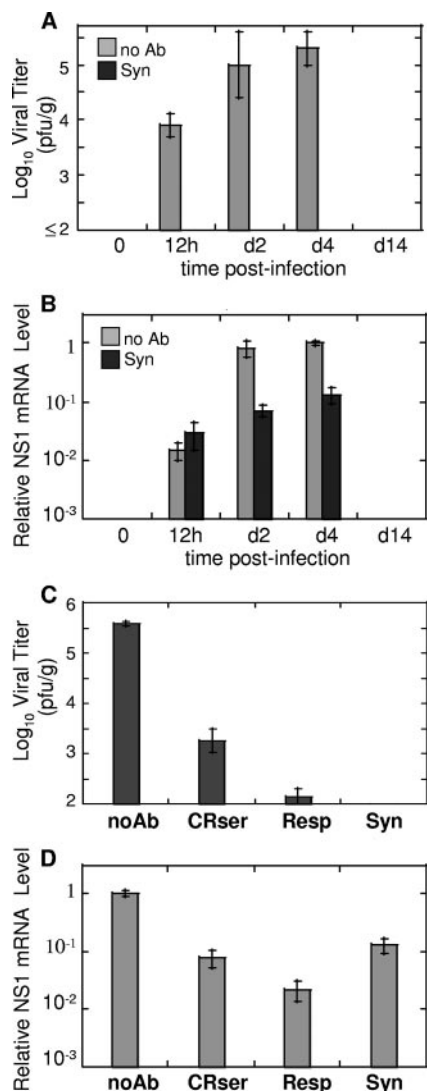 A
no Ab
Syn
Log10 Viral Titer
(pfu/g)
5
4
3
≤2
0 12h d2 d4 d14
time post-infection
B
no Ab
Syn
Relative NS1 mRNA Level
1
10-1
10-2
10-3
0 12h d2 d4 d14
time post-infection
C
Log10 Viral Titer
(pfu/g)
6
5
4
3
2
noAb CRser Resp Syn
D
Relative NS1 mRNA Level
1
10-1
10-2
10-3
noAb CRser Resp Syn